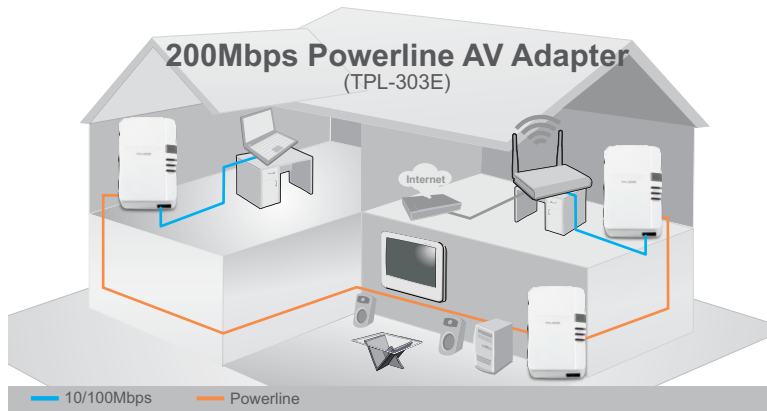 200Mbps Powerline AV Adapter
(TPL-303E)
Internet
10/100Mbps
Powerline